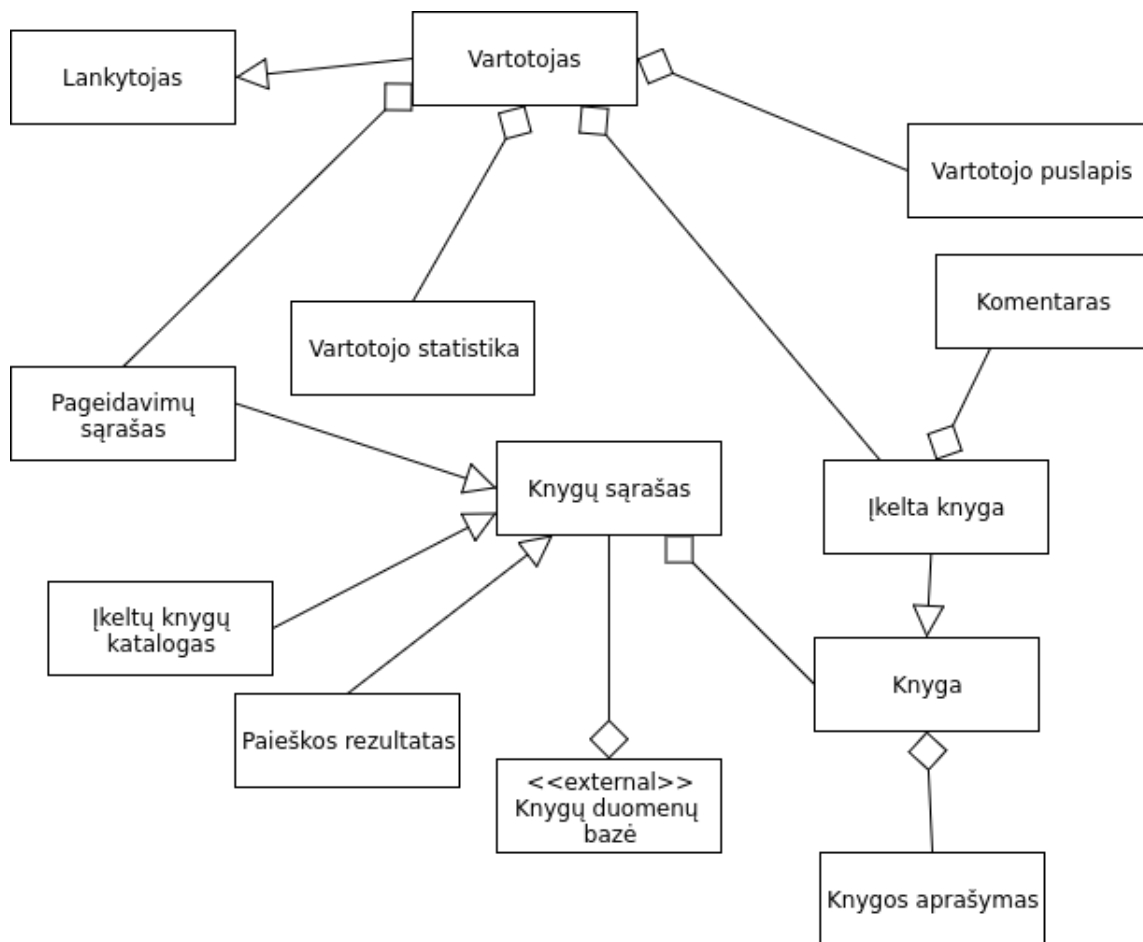 Vartotojas
Lankytojas
Vartotojo puslapis
Komentaras
Vartotojo statistika
Pageidavimų
sąrašas
Knygų sąrašas
Įkelta knyga
Įkeltų knygų
katalogas
Knyga
Paieškos rezultatas
<<external>>
Knygų duomenų
bazė
Knygos aprašymas